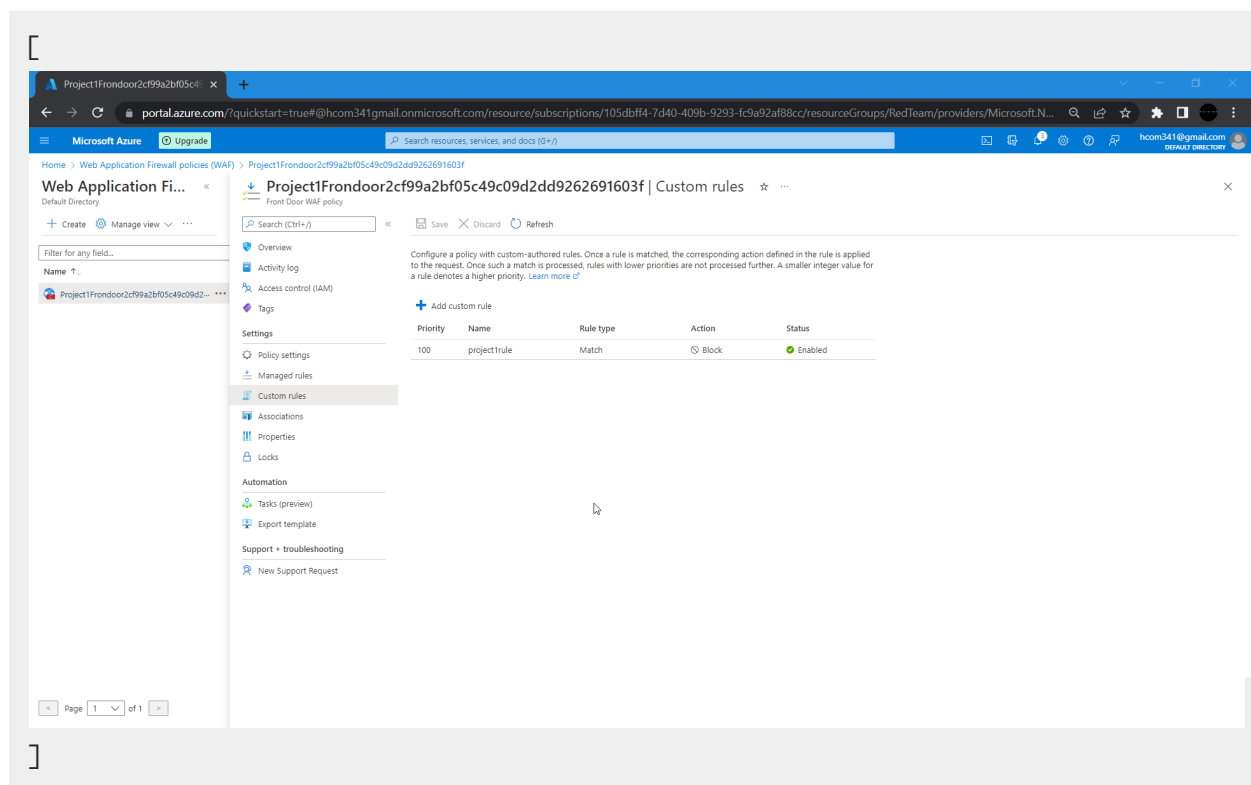 [
Project1Frondoor2cf99a2bf05c49
portal.azure.com/?quickstart=true#@hcom341gmail.onmicrosoft.com/resource/subscriptions/105dbff4-7d40-409b-9293-fc9a92af88cc/resourceGroups/RedTeam/providers/Microsoft.N...
Microsoft Azure
Upgrade
Search resources, services, and docs (G+/)
3
hcom341@gmail.com
DEFAULT DIRECTORY
Home > Web Application Firewall policies (WAF) > Project1Frondoor2cf99a2bf05c49c09d2dd9262691603f
Web Application Fi... «
Default Directory
+ Create Manage view ...
Filter for any field...
Name ↑↓
Project1Frondoor2cf99a2bf05c49c09d2... ...
< Page 1 of 1 >
Project1Frondoor2cf99a2bf05c49c09d2dd9262691603f | Custom rules ☆ ...
Front Door WAF policy
Search (Ctrl+/) «
Overview
Activity log
Access control (IAM)
Tags
Settings
Policy settings
Managed rules
Custom rules
Associations
Properties
Locks
Automation
Tasks (preview)
Export template
Support + troubleshooting
New Support Request
Save Discard Refresh
Configure a policy with custom-authored rules. Once a rule is matched, the corresponding action defined in the rule is applied
to the request. Once such a match is processed, rules with lower priorities are not processed further. A smaller integer value for
a rule denotes a higher priority. Learn more
+ Add custom rule
Priority Name Rule type Action Status
100 project1rule Match Block Enabled
]